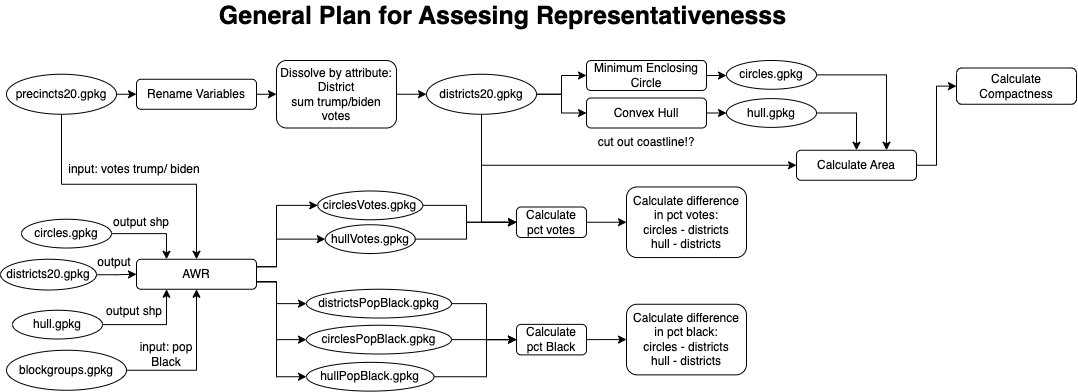 General Plan for Assesing Representativenesss
precincts20.gpkg
Rename Variables
Dissolve by attribute:
District
sum trump/biden
votes
districts20.gpkg
Minimum Enclosing
Circle
circles.gpkg
Calculate
Compactness
Convex Hull
hull.gpkg
cut out coastline!?
Calculate Area
input: votes trump/ biden
circlesVotes.gpkg
hullVotes.gpkg
Calculate
pct votes
Calculate difference
in pct votes:
circles - districts
hull - districts
circles.gpkg
output shp
districts20.gpkg
output
AWR
hull.gpkg
output shp
blockgroups.gpkg
input: pop
Black
districtsPopBlack.gpkg
circlesPopBlack.gpkg
hullPopBlack.gpkg
Calculate
pct Black
Calculate difference
in pct black:
circles - districts
hull - districts